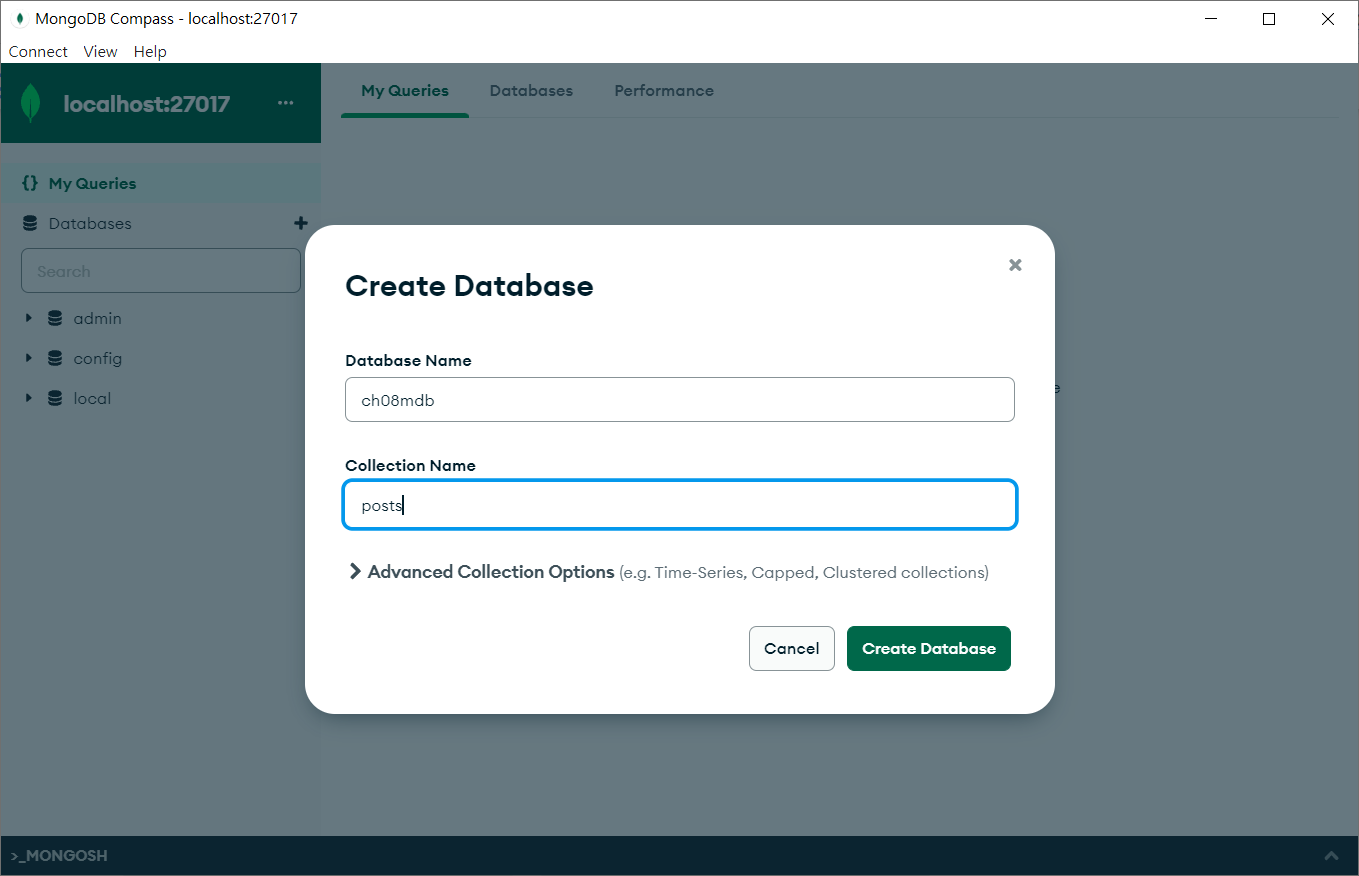 MongoDB Compass - localhost:27017
Connect View Help
localhost:27017 ...
My Queries Databases Performance
{} My Queries
Databases +
Search
admin
config
local
Create Database
Database Name
ch08mdb
Collection Name
posts
Advanced Collection Options (e.g. Time-Series, Capped, Clustered collections)
Cancel Create Database
>_MONGOSH